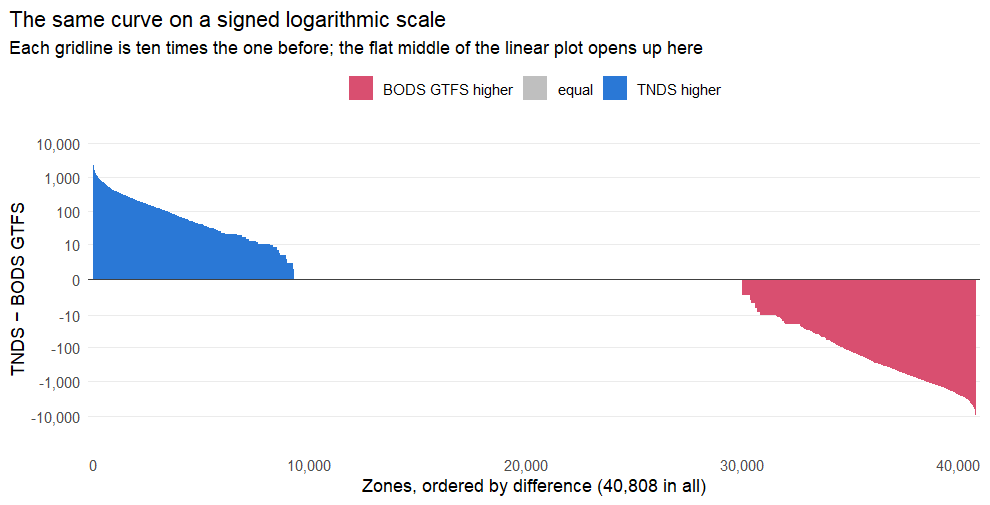 The same curve on a signed logarithmic scale
Each gridline is ten times the one before; the flat middle of the linear plot opens up here
BODS GTFS higher equal TNDS higher
TNDS − BODS GTFS
10,000
1,000
100
10
0
-10
-100
-1,000
-10,000
0 10,000 20,000 30,000 40,000
Zones, ordered by difference (40,808 in all)